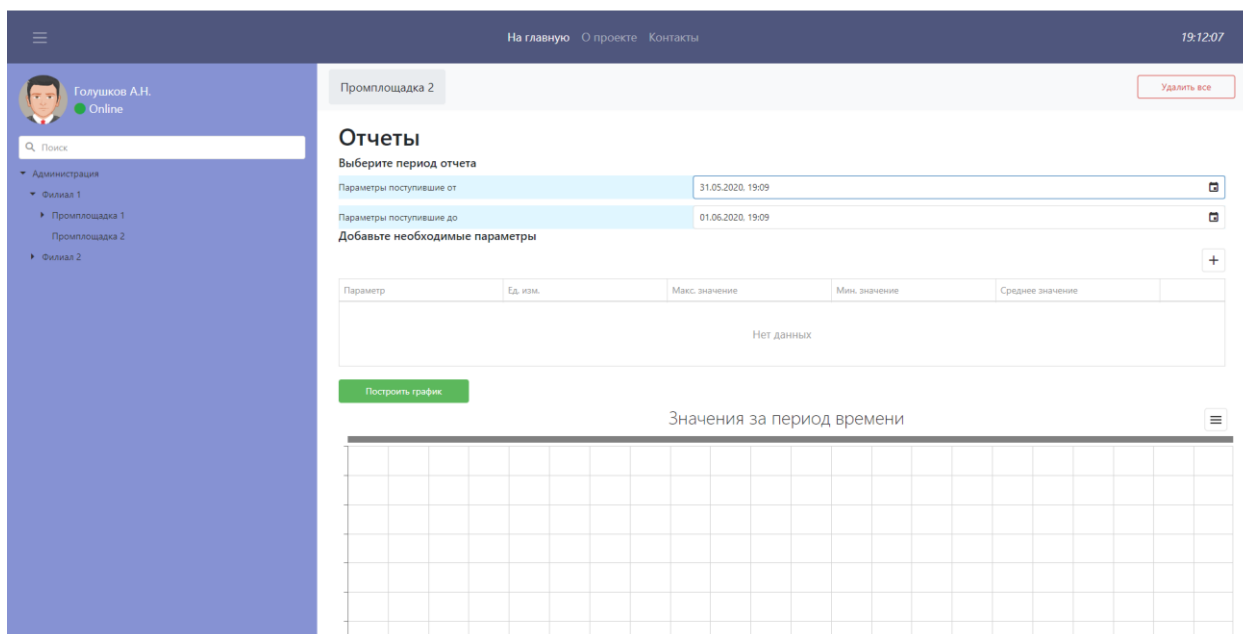 На главную О проекте Контакты 19:12:07
Голушков А.Н.
Online
Поиск
Администрация
Филиал 1
Промплощадка 1
Промплощадка 2
Филиал 2
Промплощадка 2 Удалить все
Отчеты
Выберите период отчета
Параметры поступившие от 31.05.2020, 19:09
Параметры поступившие до 01.06.2020, 19:09
Добавьте необходимые параметры
+
Параметр Ед. изм. Макс. значение Мин. значение Среднее значение
Нет данных
Построить график
Значения за период времени